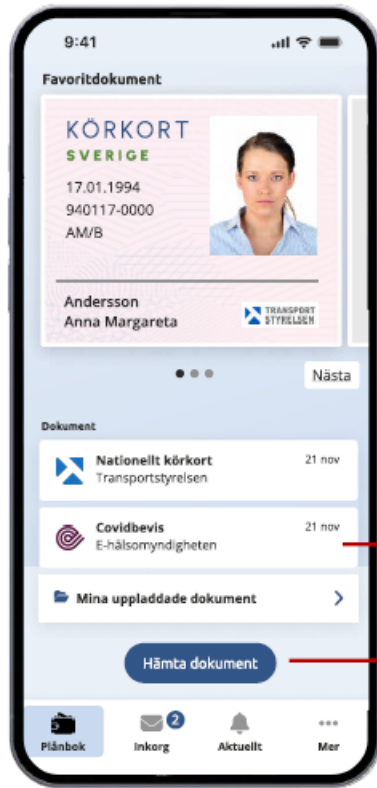 9:41
Favoritdokument
KÖRKORT
SVERIGE
17.01.1994
940117-0000
AM/B
Andersson
Anna Margareta
TRANSPORT
STYRELSEN
Nästa
Dokument
Nationellt körkort 21 nov
Transportstyrelsen
Covidbevis 21 nov
E-hälsomyndigheten
Mina uppladdade dokument
Hämta dokument
2
Plånbok Inkorg Aktuellt Mer